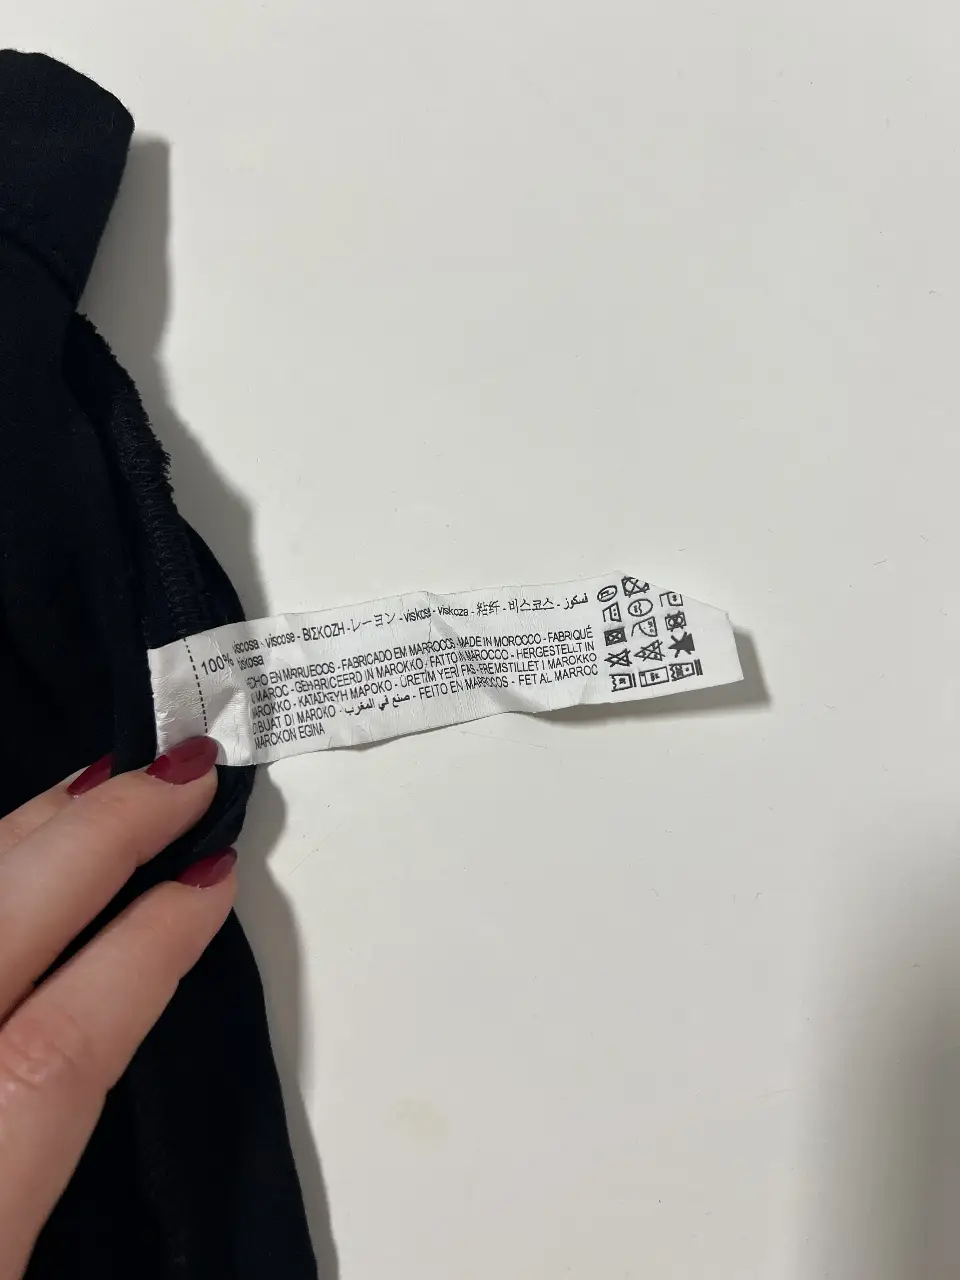 100% viscosa - viscose - ΒΙΣΚΟΖΗ - レーヨン - viskose - viskoza - 粘纤 - 비스코스 - فسكوز
viskoza
HECHO EN MARRUECOS - FABRICADO EM MARROCOS - MADE IN MOROCCO - FABRIQUÉ
AU MAROC - GEFABRICEERD IN MAROKKO - FATTO IN MAROCCO - HERGESTELLT IN
MAROKKO - ΚΑΤΑΣΚΕΥΗ ΜΑΡΟΚΟ - ÜRETİM YERİ FAS - FREMSTILLET I MAROKKO
DIBUAT DI MAROKO - صنع في المغرب - FEITO EN MARROCOS - FET AL MARROC
MAROKON EGINA